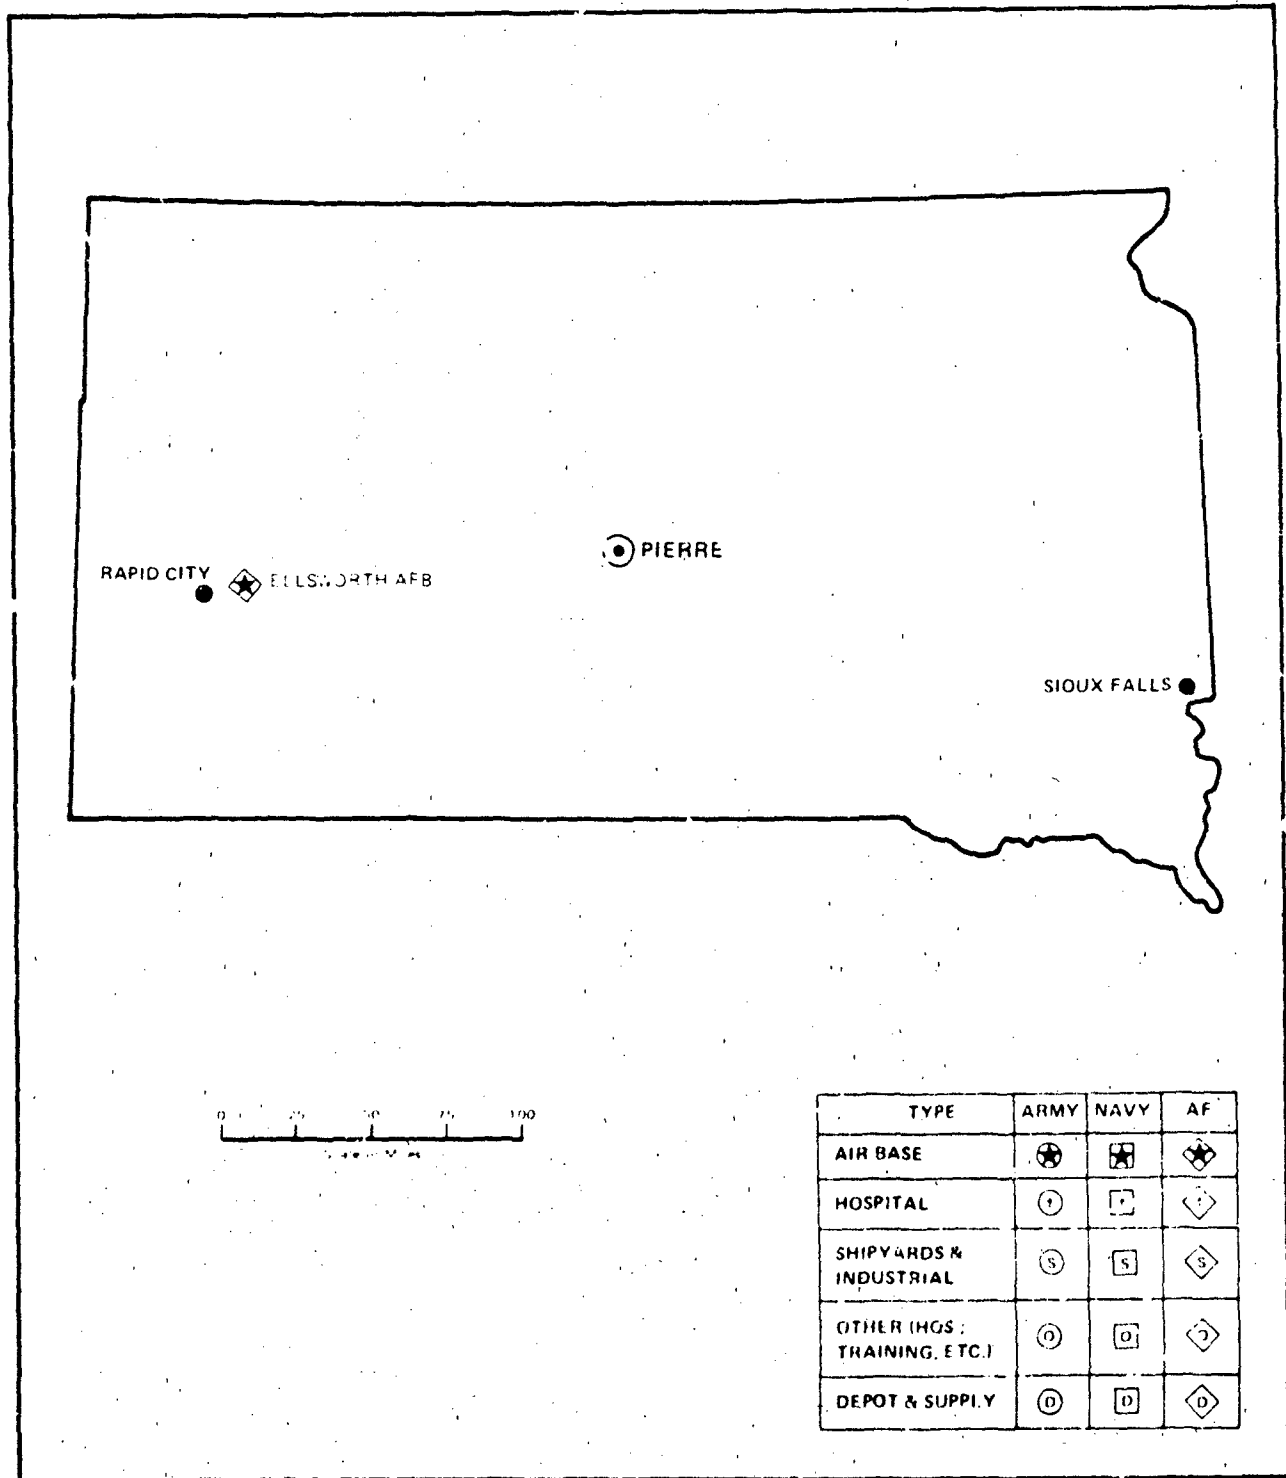 PIERRE
RAPID CITY
ELLSWORTH AFB
SIOUX FALLS
0 25 50 75 100
TYPE ARMY NAVY AF
AIR BASE
HOSPITAL
SHIPYARDS & S S S
INDUSTRIAL
OTHER (HQS; O O O
TRAINING, ETC.)
DEPOT & SUPPLY D D D